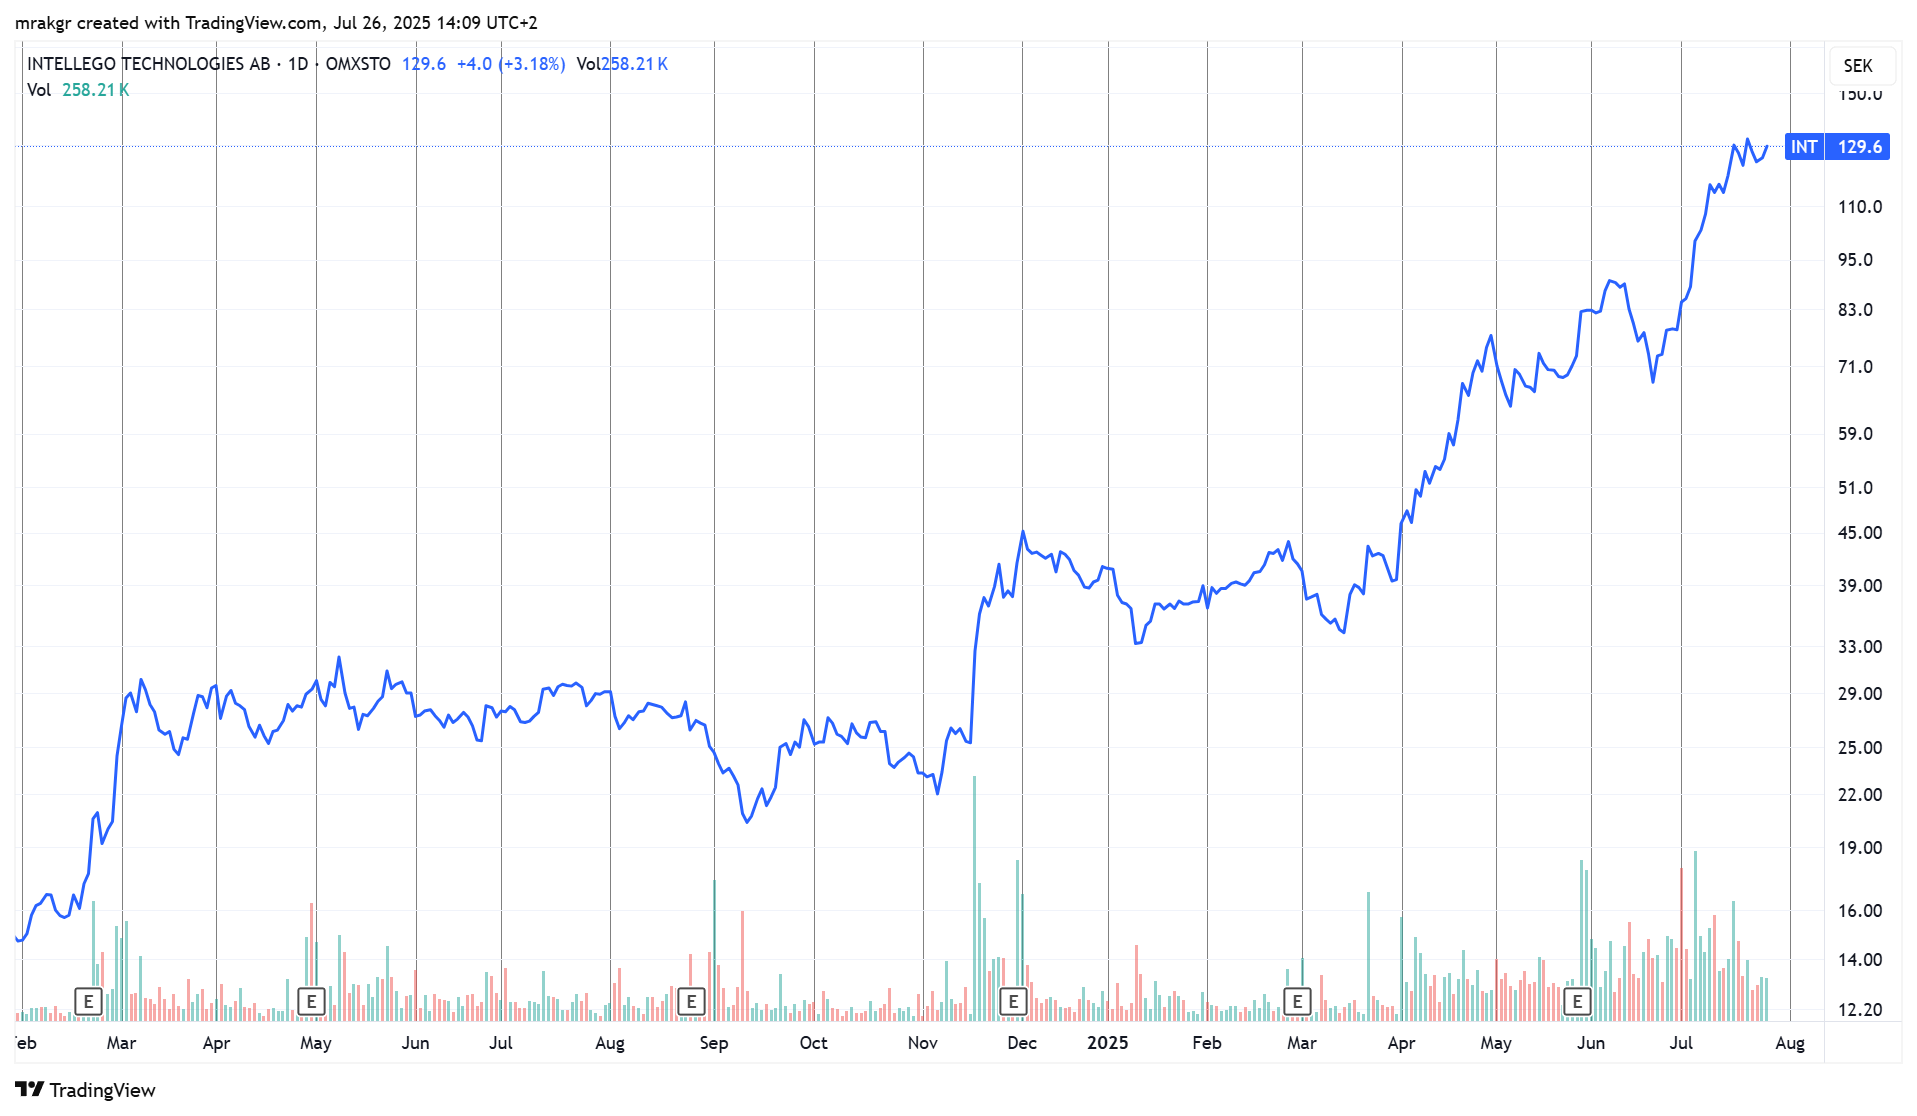 mrakgr created with TradingView.com, Jul 26, 2025 14:09 UTC+2
INTELLEGO TECHNOLOGIES AB · 1D · OMXSTO 129.6 +4.0 (+3.18%) Vol258.21 K
Vol 258.21 K
SEK
150.0
INT 129.6
110.0
95.0
83.0
71.0
59.0
51.0
45.00
39.00
33.00
29.00
25.00
22.00
19.00
16.00
14.00
12.20
E E E E E E
eb Mar Apr May Jun Jul Aug Sep Oct Nov Dec 2025 Feb Mar Apr May Jun Jul Aug
TradingView